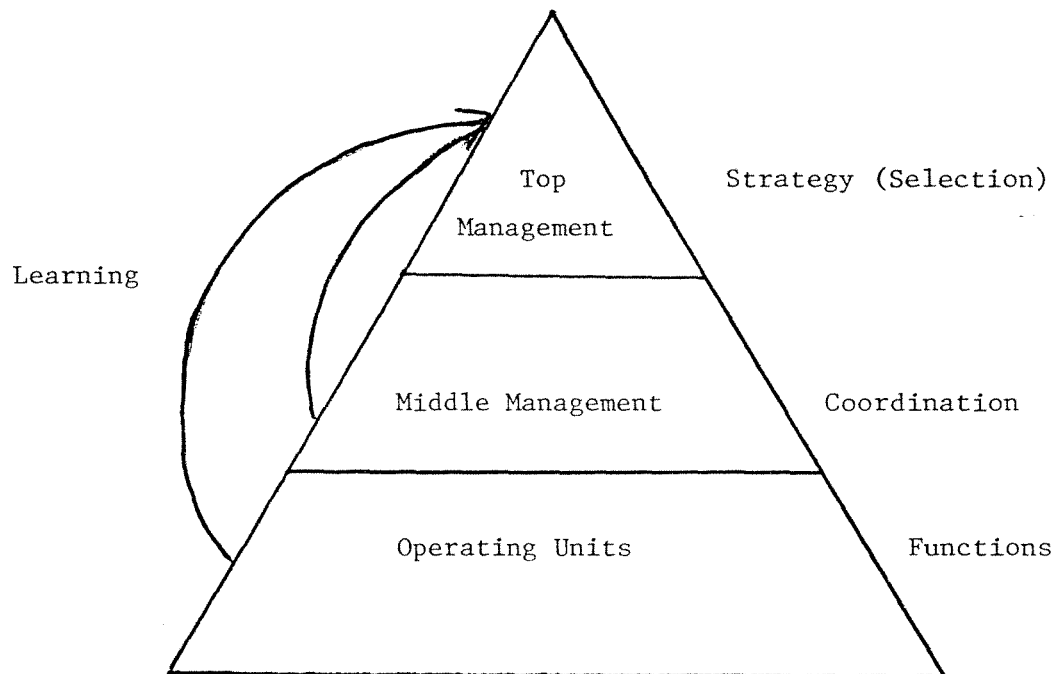 Top
Strategy (Selection)
Management
Learning
Middle Management
Coordination
Operating Units
Functions